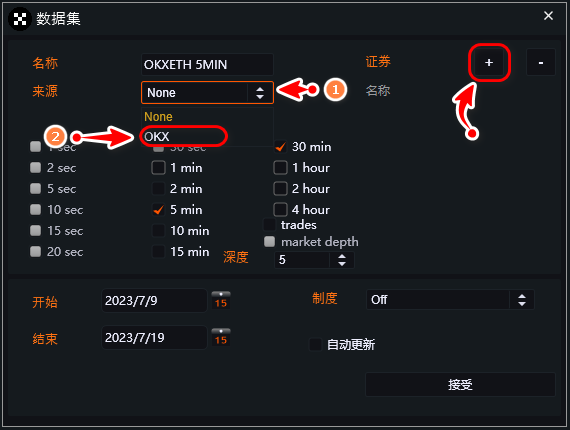 数据集
名称 OKXETH 5MIN 证券 + -
来源 None 1 名称
None
2 OKX
1 sec 30 sec 30 min
2 sec 1 min 1 hour
5 sec 2 min 2 hour
10 sec 5 min 4 hour
trades
15 sec 10 min
market depth
20 sec 15 min 深度 5
开始 2023/7/9 15 制度 Off
结束 2023/7/19 15 自动更新
接受